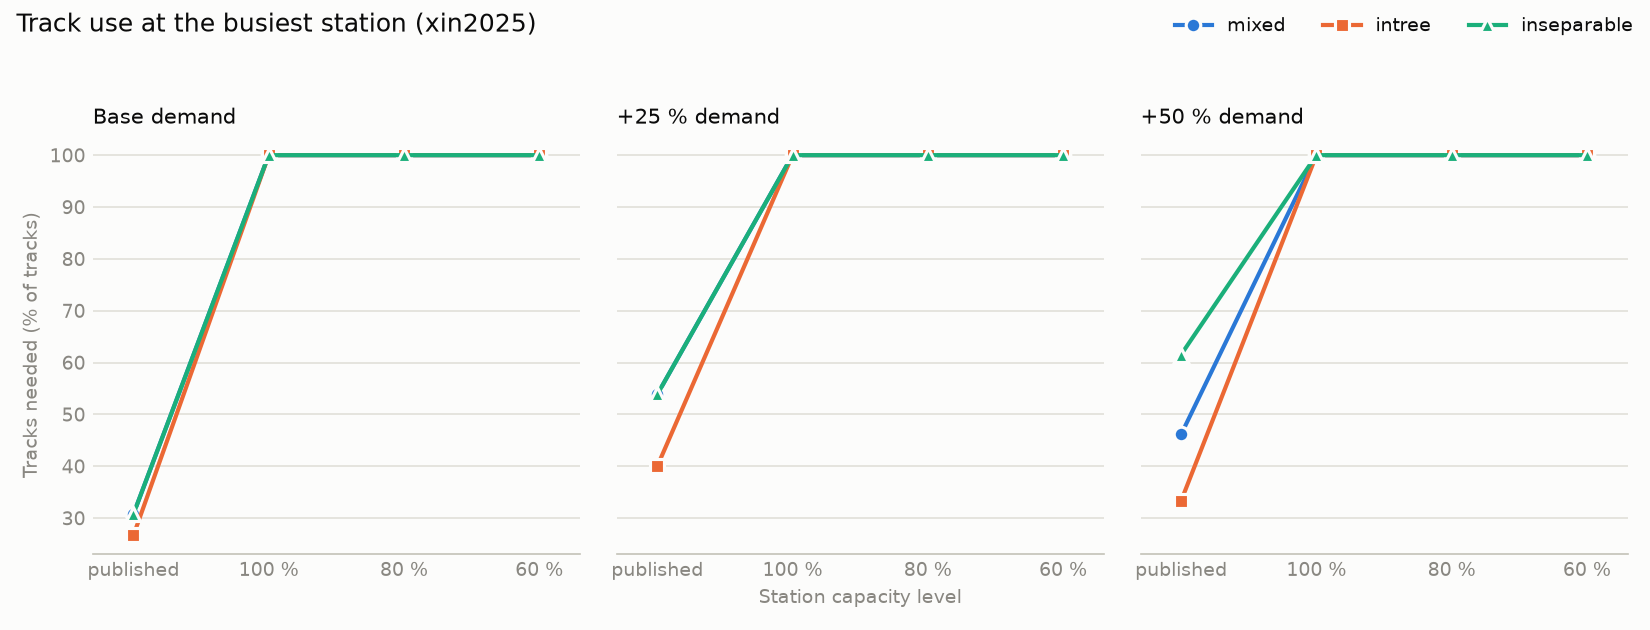 Track use at the busiest station (xin2025)
mixed
intree
inseparable
Base demand
+25 % demand
+50 % demand
Tracks needed (% of tracks)
100
90
80
70
60
50
40
30
published 100 % 80 % 60 %
published 100 % 80 % 60 %
published 100 % 80 % 60 %
Station capacity level